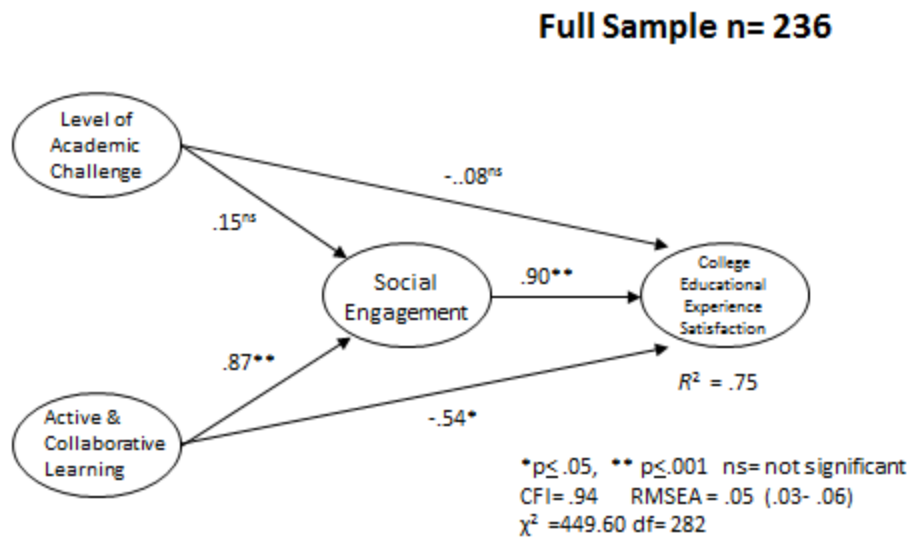 Full Sample n= 236
Level of
Academic
Challenge
-..08ns
.15ns
Social
Engagement
.90**
College
Educational
Experience
Satisfaction
R² = .75
.87**
-.54*
Active &
Collaborative
Learning
*p≤ .05, ** p≤.001 ns= not significant
CFI= .94 RMSEA = .05 (.03- .06)
χ² =449.60 df= 282